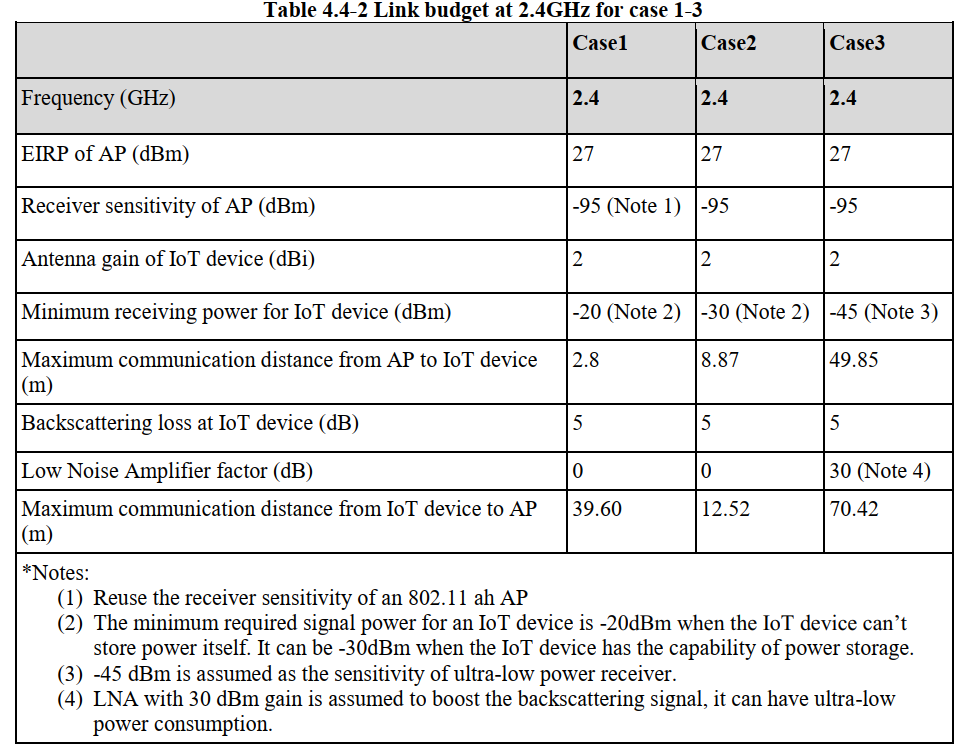 Table 4.4-2 Link budget at 2.4GHz for case 1-3
Case1 Case2 Case3
Frequency (GHz) 2.4 2.4 2.4
EIRP of AP (dBm) 27 27 27
Receiver sensitivity of AP (dBm) -95 (Note 1) -95 -95
Antenna gain of IoT device (dBi) 2 2 2
Minimum receiving power for IoT device (dBm) -20 (Note 2) -30 (Note 2) -45 (Note 3)
Maximum communication distance from AP to IoT device 2.8 8.87 49.85
(m)
Backscattering loss at IoT device (dB) 5 5 5
Low Noise Amplifier factor (dB) 0 0 30 (Note 4)
Maximum communication distance from IoT device to AP 39.60 12.52 70.42
(m)
*Notes:
(1) Reuse the receiver sensitivity of an 802.11 ah AP
(2) The minimum required signal power for an IoT device is -20dBm when the IoT device can’t
store power itself. It can be -30dBm when the IoT device has the capability of power storage.
(3) -45 dBm is assumed as the sensitivity of ultra-low power receiver.
(4) LNA with 30 dBm gain is assumed to boost the backscattering signal, it can have ultra-low
power consumption.